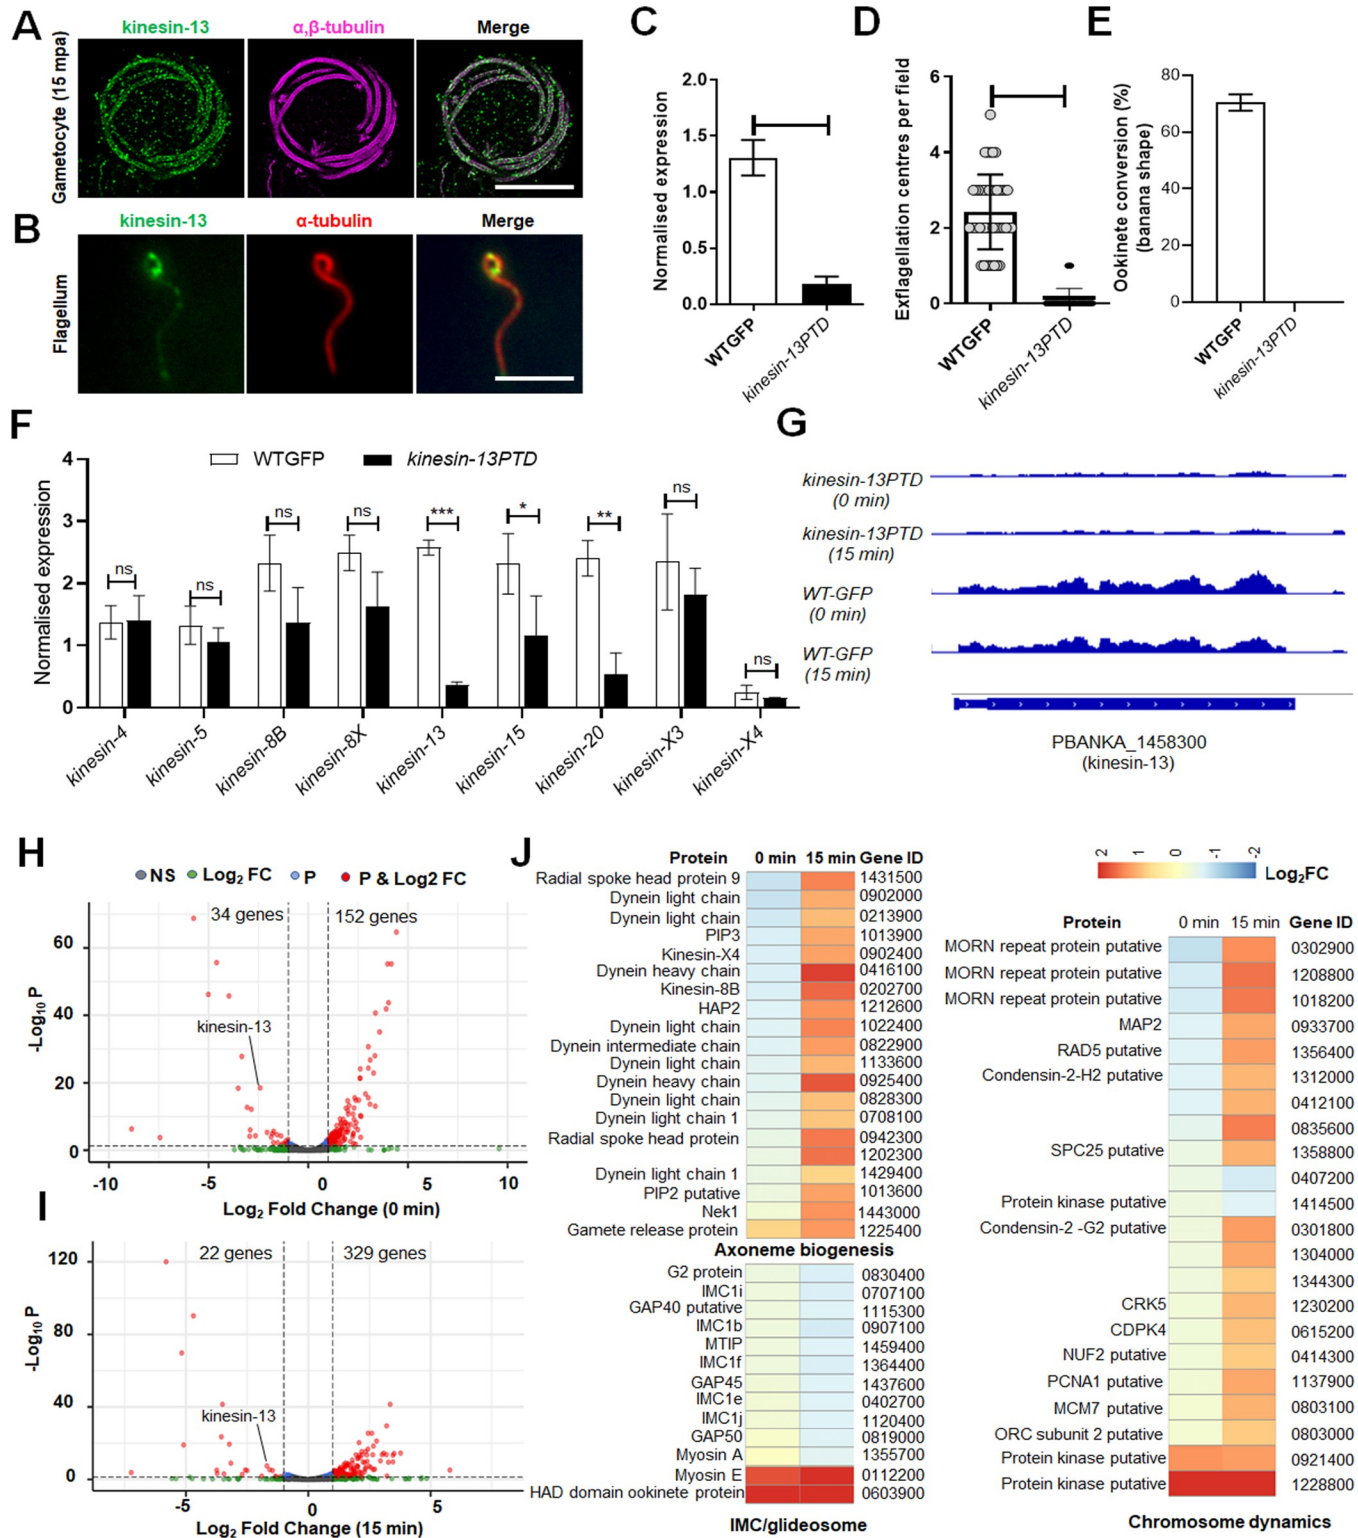 A
kinesin-13
α,β-tubulin
Merge
Gametocyte (15 mpa)
B
kinesin-13
α-tubulin
Merge
Flagellum
C
Normalised expression
2.0
1.5
1.0
0.5
0.0
WTGFP
kinesin-13PTD
D
Exflagellation centres per field
6
4
2
0
WTGFP
kinesin-13PTD
E
Ookinete conversion (%)
(banana shape)
80
60
40
20
0
WTGFP
kinesin-13PTD
F
WTGFP
kinesin-13PTD
Normalised expression
4
3
2
1
0
ns
ns
ns
ns
***
*
**
ns
ns
kinesin-4
kinesin-5
kinesin-8B
kinesin-8X
kinesin-13
kinesin-15
kinesin-20
kinesin-X3
kinesin-X4
G
kinesin-13PTD
(0 min)
kinesin-13PTD
(15 min)
WT-GFP
(0 min)
WT-GFP
(15 min)
PBANKA_1458300
(kinesin-13)
H
NS
Log2 FC
P
P & Log2 FC
34 genes
152 genes
kinesin-13
-Log10 P
60
40
20
0
-10
-5
0
5
10
Log2 Fold Change (0 min)
I
22 genes
329 genes
kinesin-13
-Log10 P
120
80
40
0
-5
0
5
Log2 Fold Change (15 min)
J
Protein 0 min 15 min Gene ID
Radial spoke head protein 9 1431500
Dynein light chain 0902000
Dynein light chain 0213900
PIP3 1013900
Kinesin-X4 0902400
Dynein heavy chain 0416100
Kinesin-8B 0202700
HAP2 1212600
Dynein light chain 1022400
Dynein intermediate chain 0822900
Dynein light chain 1133600
Dynein heavy chain 0925400
Dynein light chain 0828300
Dynein light chain 1 0708100
Radial spoke head protein 0942300
1202300
Dynein light chain 1 1429400
PIP2 putative 1013600
Nek1 1443000
Gamete release protein 1225400
Axoneme biogenesis
G2 protein 0830400
IMC1i 0707100
GAP40 putative 1115300
IMC1b 0907100
MTIP 1459400
IMC1f 1364400
GAP45 1437600
IMC1e 0402700
IMC1j 1120400
GAP50 0819000
Myosin A 1355700
Myosin E 0112200
HAD domain ookinete protein 0603900
IMC/glideosome
2 1 0 -1 -2
Log2FC
Protein 0 min 15 min Gene ID
MORN repeat protein putative 0302900
MORN repeat protein putative 1208800
MORN repeat protein putative 1018200
MAP2 0933700
RAD5 putative 1356400
Condensin-2-H2 putative 1312000
0412100
0835600
SPC25 putative 1358800
0407200
Protein kinase putative 1414500
Condensin-2 -G2 putative 0301800
1304000
1344300
CRK5 1230200
CDPK4 0615200
NUF2 putative 0414300
PCNA1 putative 1137900
MCM7 putative 0803100
ORC subunit 2 putative 0803000
Protein kinase putative 0921400
Protein kinase putative 1228800
Chromosome dynamics